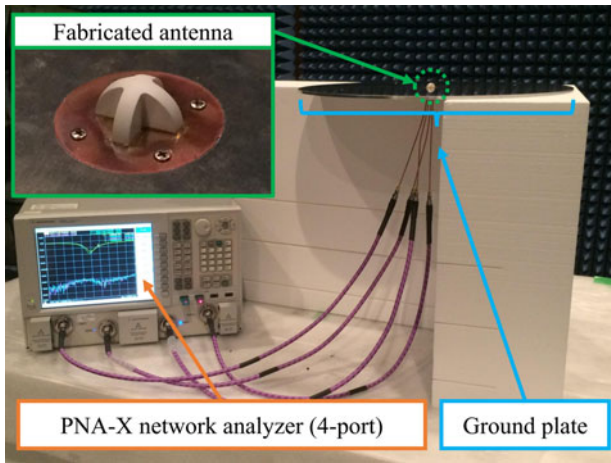 Fabricated antenna
PNA-X network analyzer (4-port)
Ground plate